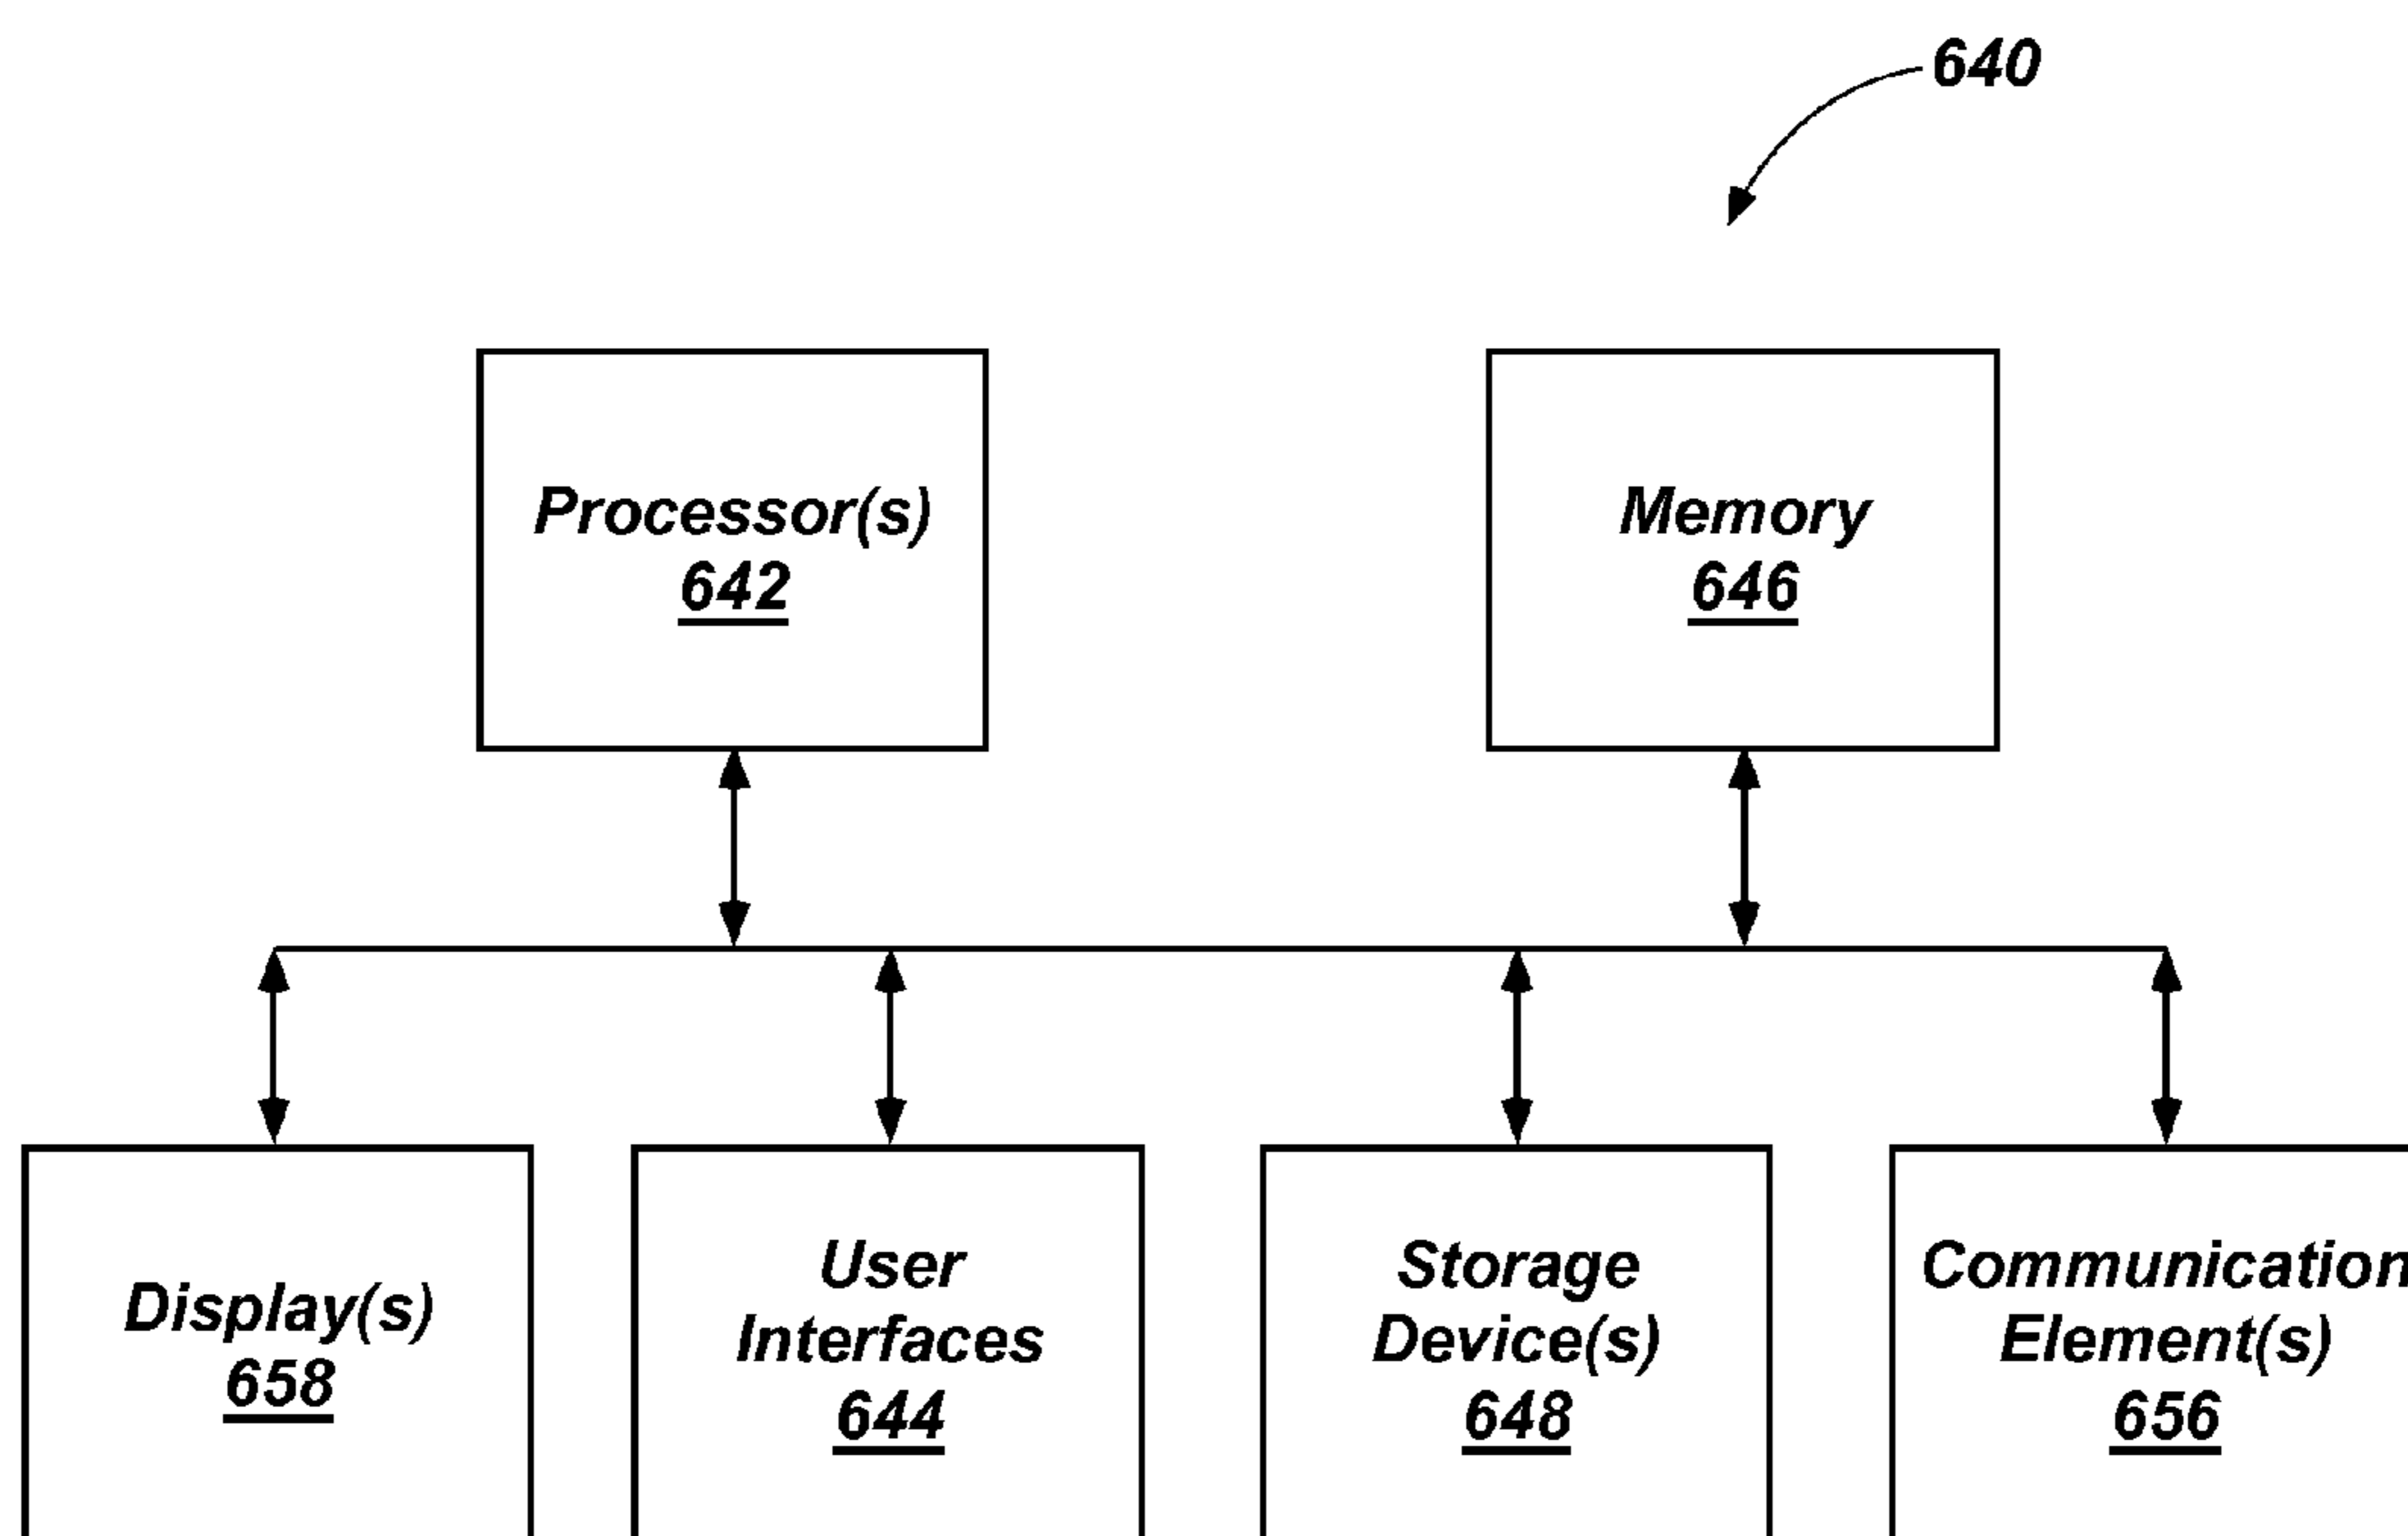 640
Processor(s)
642
Memory
646
Display(s)
658
User
Interfaces
644
Storage
Device(s)
648
Communication
Element(s)
656